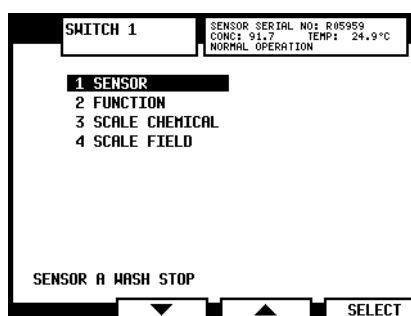 SWITCH 1
SENSOR SERIAL NO: R05959
CONC: 91.7 TEMP: 24.9°C
NORMAL OPERATION
1 SENSOR
2 FUNCTION
3 SCALE CHEMICAL
4 SCALE FIELD
SENSOR A WASH STOP
SELECT